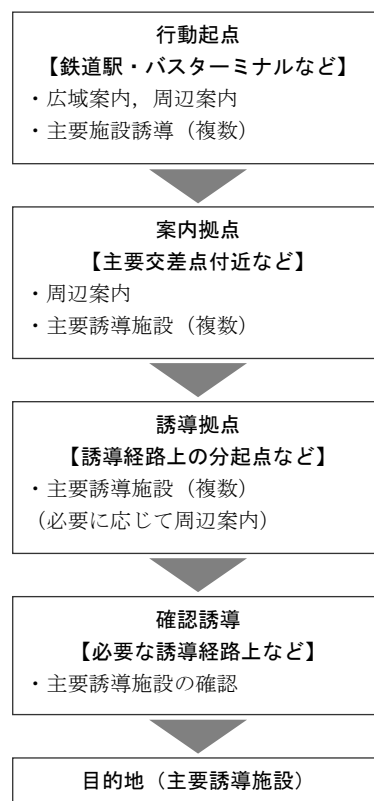 行動起点
【鉄道駅・バスターミナルなど】
・広域案内，周辺案内
・主要施設誘導（複数）
案内拠点
【主要交差点付近など】
・周辺案内
・主要誘導施設（複数）
誘導拠点
【誘導経路上の分起点など】
・主要誘導施設（複数）
（必要に応じて周辺案内）
確認誘導
【必要な誘導経路上など】
・主要誘導施設の確認
目的地（主要誘導施設）